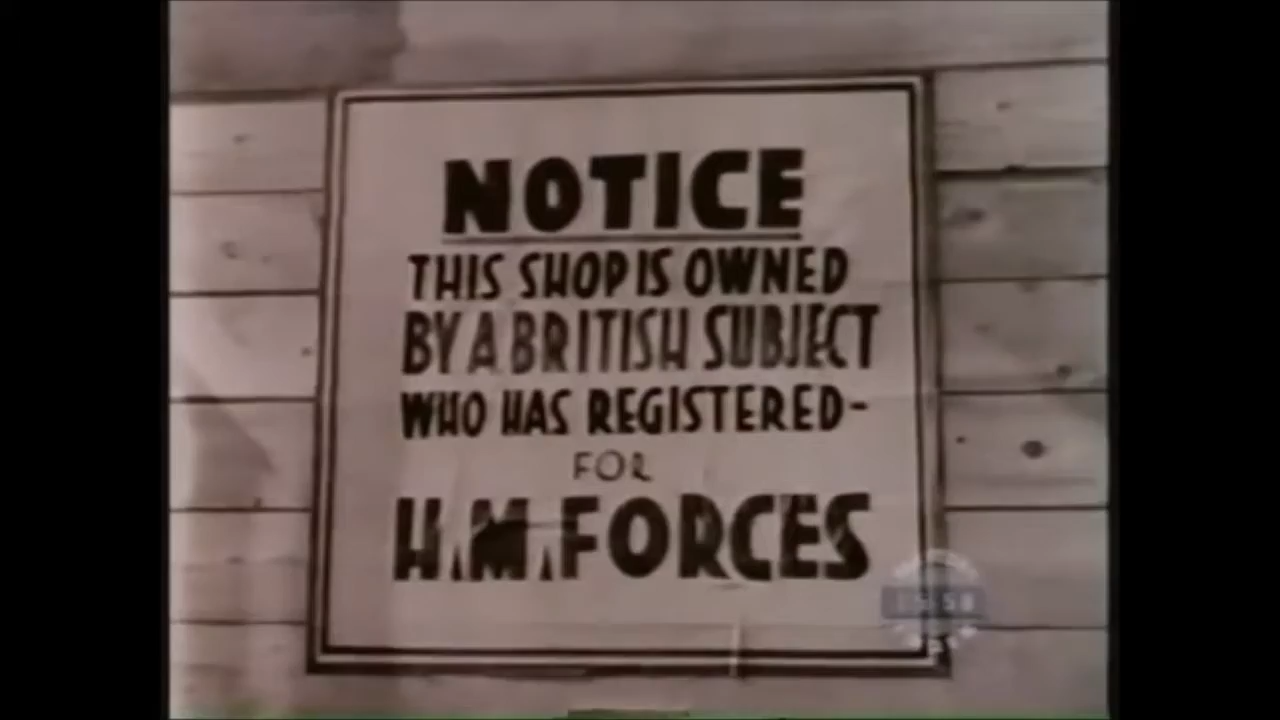 NOTICE
THIS SHOP IS OWNED
BY A BRITISH SUBJECT
WHO HAS REGISTERED-
FOR
H.M. FORCES